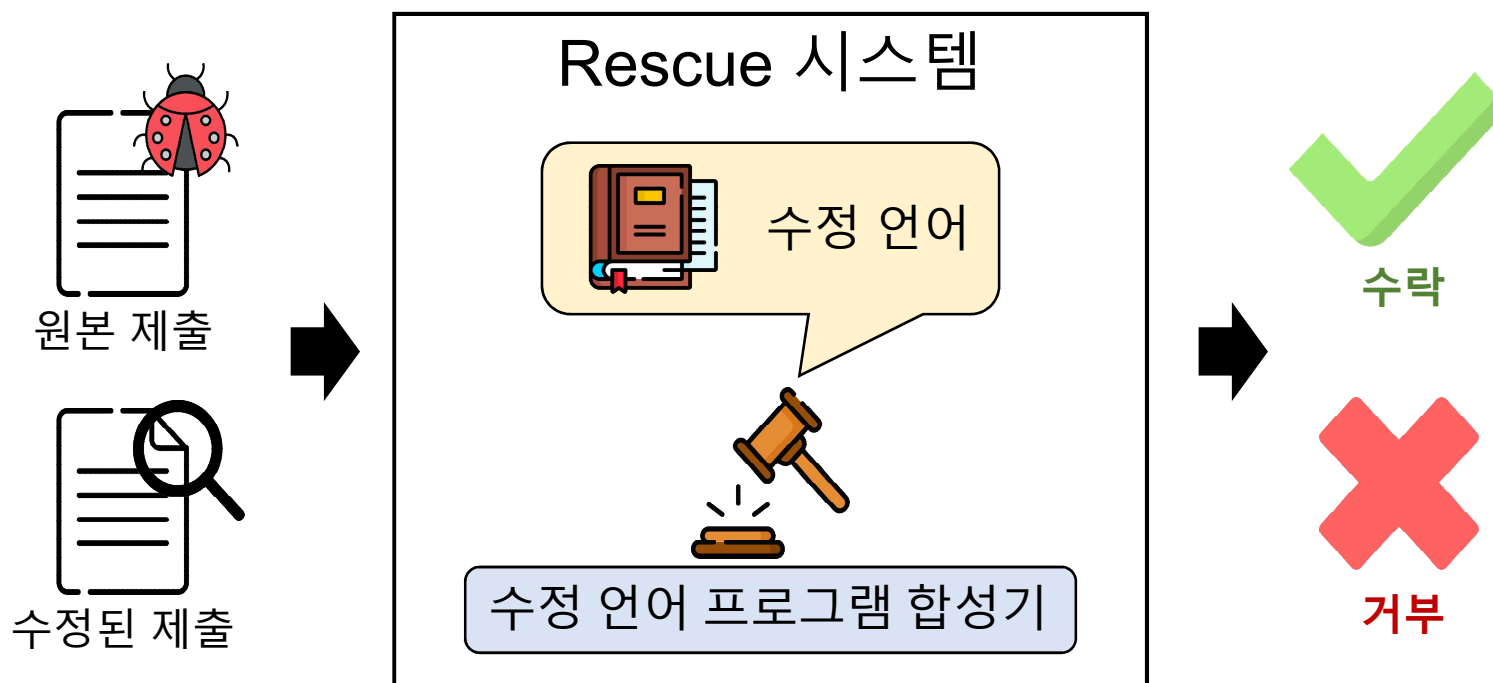 Rescue 시스템
원본 제출
수정된 제출
수정 언어
수정 언어 프로그램 합성기
수락
거부